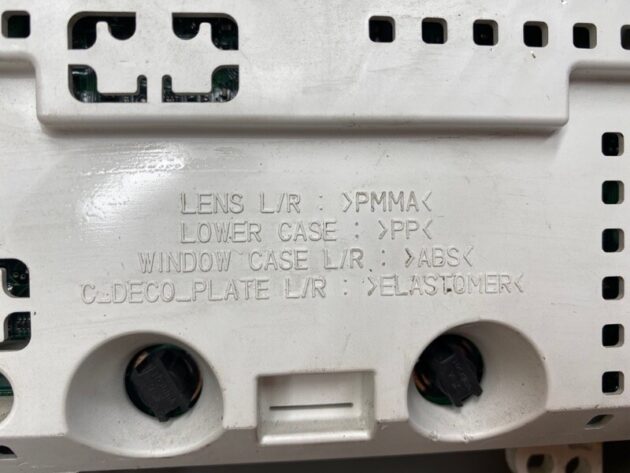 LENS L/R : >PMMA<
LOWER CASE : >PP<
WINDOW CASE L/R : >ABS<
C_DECO_PLATE L/R : >ELASTOMER<